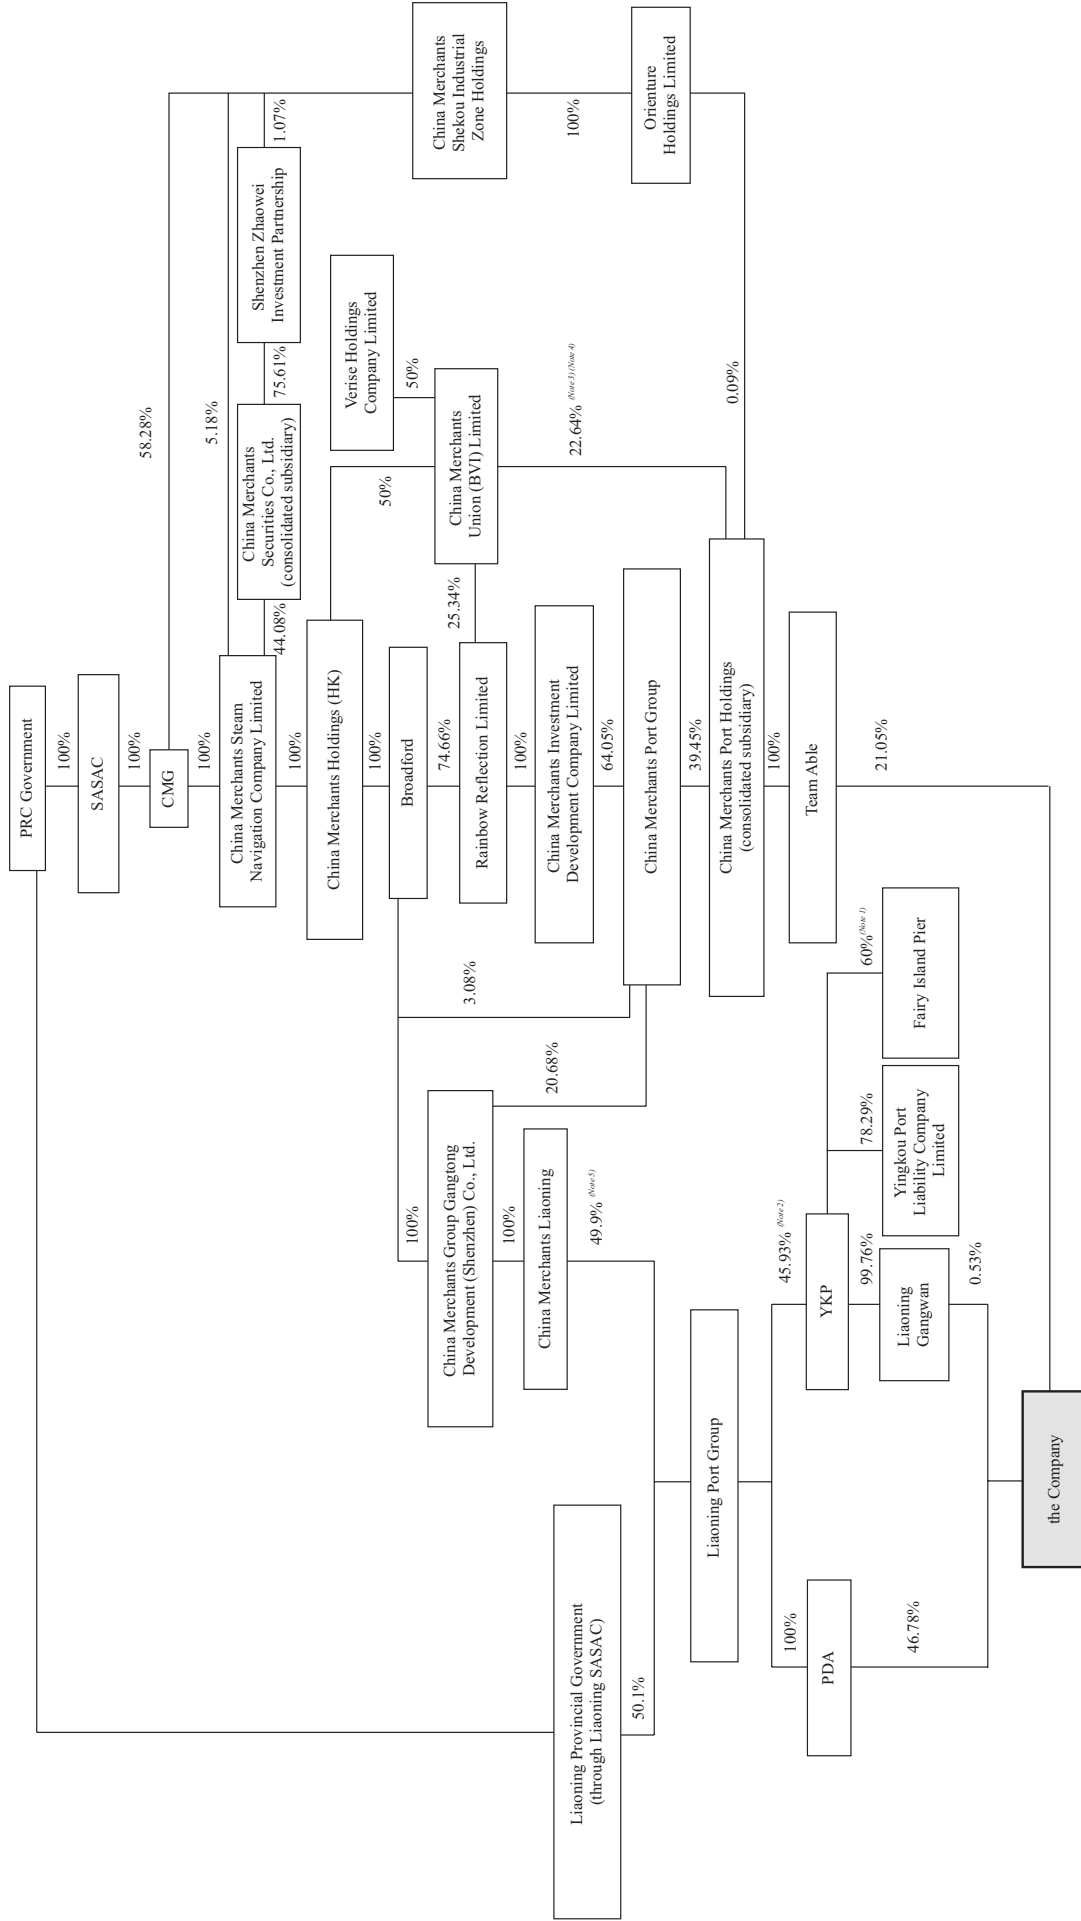 PRC Government
100%
SASAC
100%
CMG
58.28%
100%
China Merchants Steam
Navigation Company Limited
5.18%
44.08%
China Merchants
Securities Co., Ltd.
(consolidated subsidiary)
75.61%
Shenzhen Zhaowei
Investment Partnership
1.07%
100%
China Merchants Holdings (HK)
50%
Verise Holdings
Company Limited
50%
China Merchants
Shekou Industrial
Zone Holdings
100%
Broadford
74.66%
Rainbow Reflection Limited
25.34%
China Merchants
Union (BVI) Limited
22.64% (Note 3) (Note 4)
100%
Orienture
Holdings Limited
0.09%
100%
China Merchants Investment
Development Company Limited
64.05%
3.08%
100%
China Merchants Group Gangtong
Development (Shenzhen) Co., Ltd.
20.68%
100%
China Merchants Liaoning
49.9% (Note 5)
China Merchants Port Group
39.45%
China Merchants Port Holdings
(consolidated subsidiary)
100%
Team Able
21.05%
Liaoning Provincial Government
(through Liaoning SASAC)
50.1%
Liaoning Port Group
100%
PDA
46.78%
45.93% (Note 2)
YKP
99.76%
Liaoning
Gangwan
0.53%
78.29%
Yingkou Port
Liability Company
Limited
60% (Note 1)
Fairy Island Pier
the Company